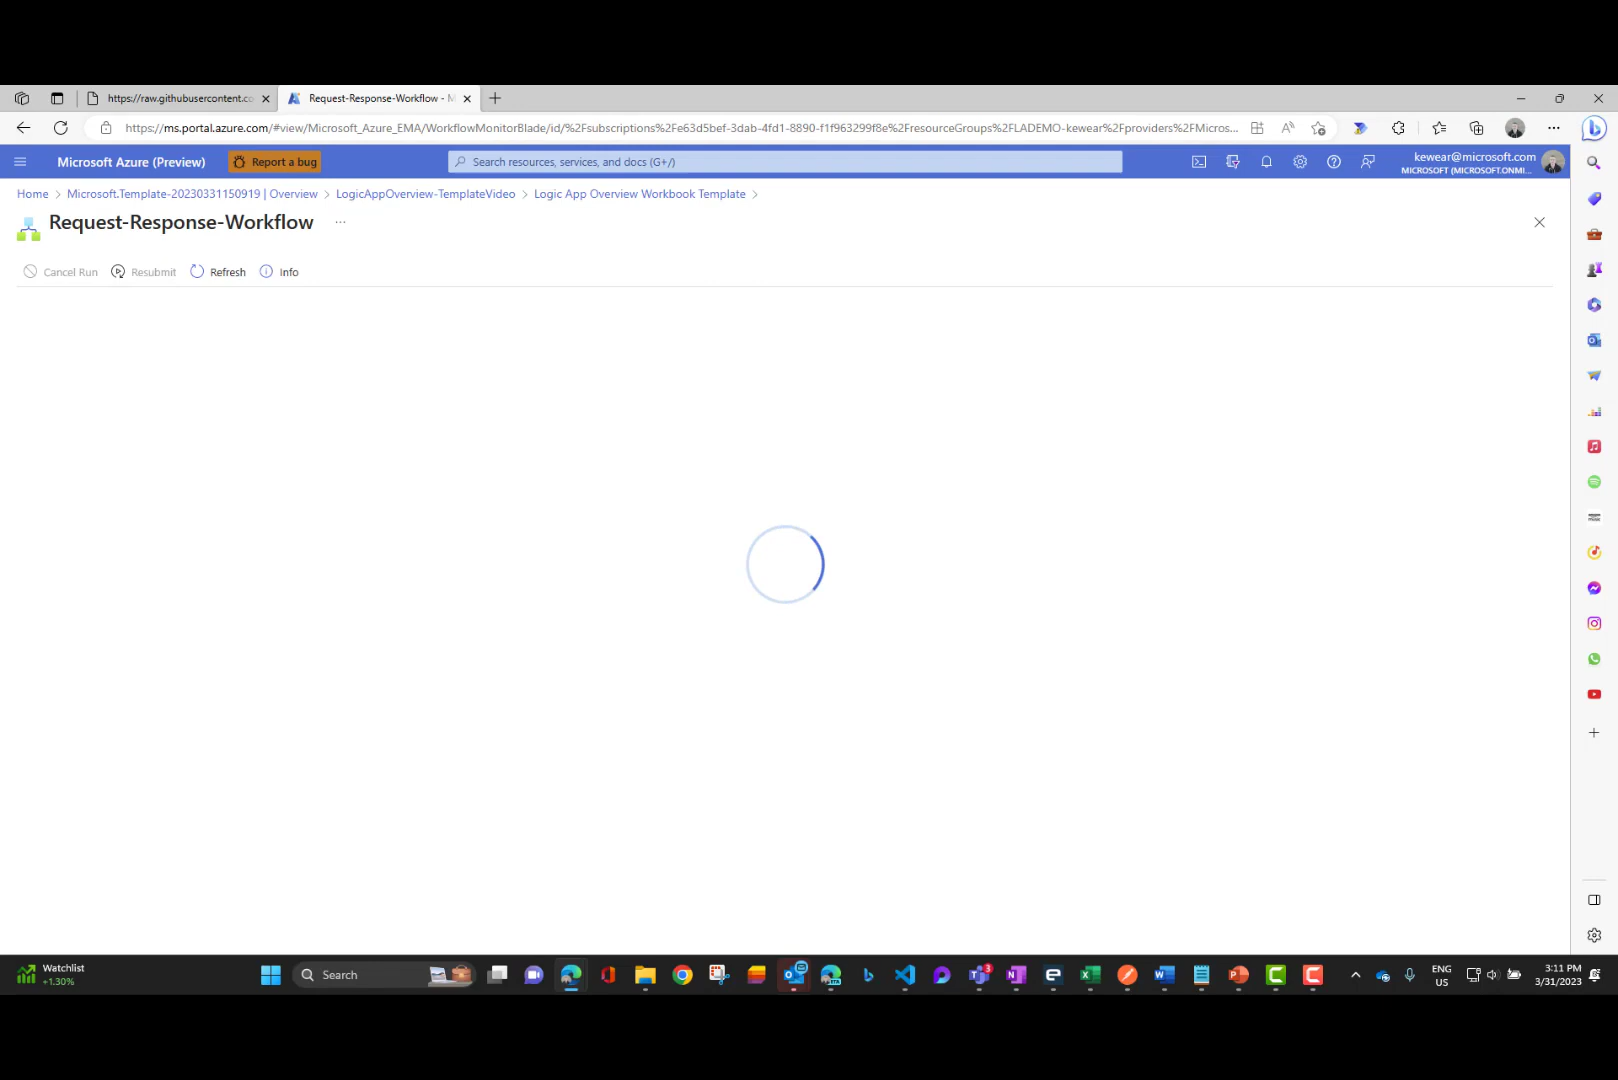 https://raw.githubusercontent.co
Request-Response-Workflow - M
https://ms.portal.azure.com/#view/Microsoft_Azure_EMA/WorkflowMonitorBlade/id/%2Fsubscriptions%2Fe63d5bef-3dab-4fd1-8890-f1f963299f8e%2FresourceGroups%2FLADEMO-kewear%2Fproviders%2FMicros...
Microsoft Azure (Preview)
Report a bug
Search resources, services, and docs (G+/)
kewear@microsoft.com
MICROSOFT (MICROSOFT.ONMI...
Home > Microsoft.Template-20230331150919 | Overview > LogicAppOverview-TemplateVideo > Logic App Overview Workbook Template >
Request-Response-Workflow ...
Cancel Run Resubmit Refresh Info
Watchlist
+1.30%
Search
3
ENG
US
3:11 PM
3/31/2023